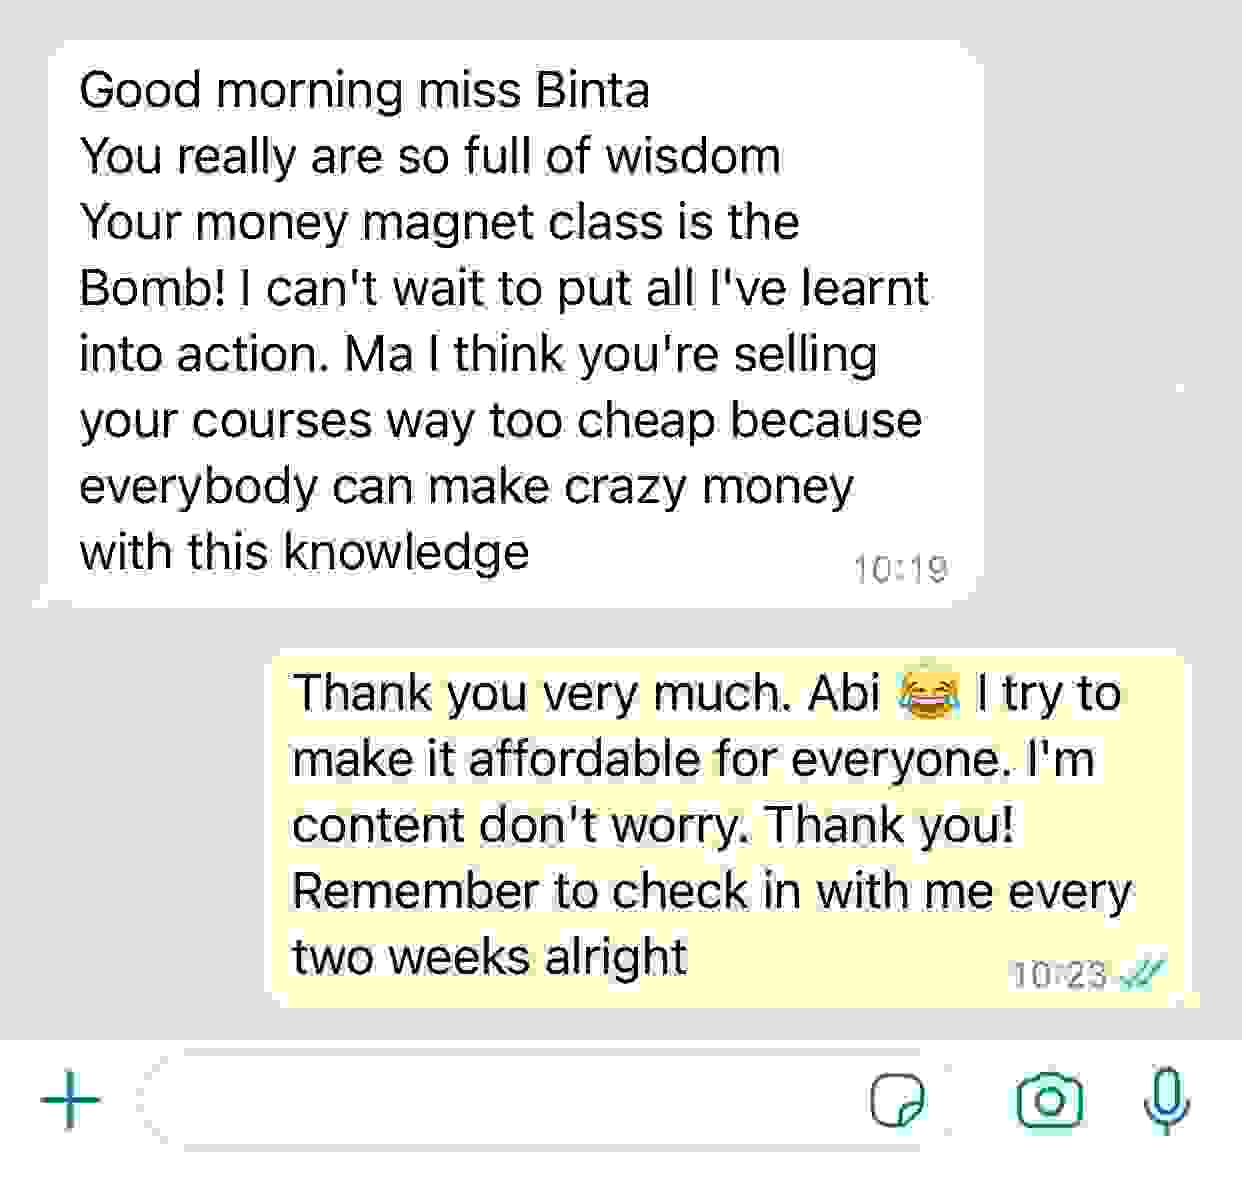 Good morning miss Binta
You really are so full of wisdom
Your money magnet class is the
Bomb! I can't wait to put all I've learnt
into action. Ma I think you're selling
your courses way too cheap because
everybody can make crazy money
with this knowledge
10:19
Thank you very much. Abi 😂 I try to
make it affordable for everyone. I'm
content don't worry. Thank you!
Remember to check in with me every
two weeks alright
10:23